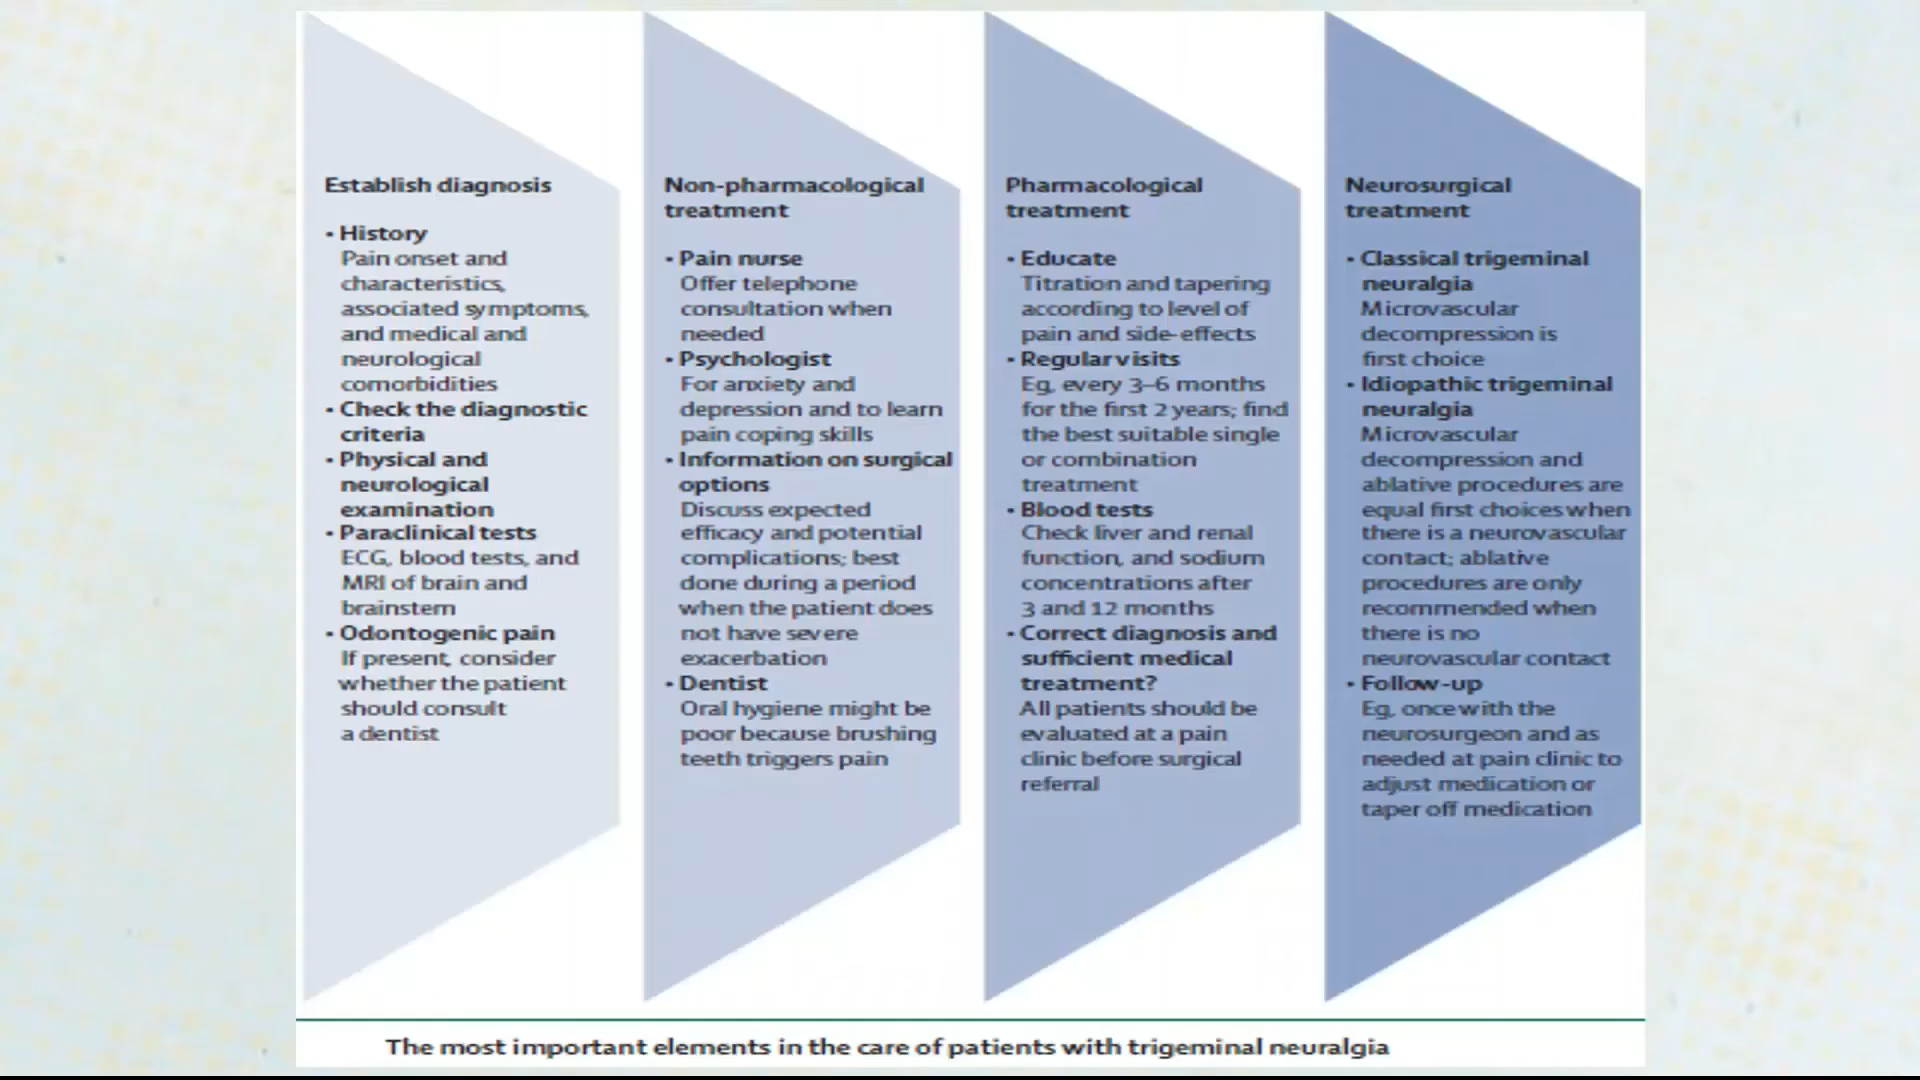 Establish diagnosis
• History
Pain onset and
characteristics,
associated symptoms,
and medical and
neurological
comorbidities
• Check the diagnostic
criteria
• Physical and
neurological
examination
• Paraclinical tests
ECG, blood tests, and
MRI of brain and
brainstem
• Odontogenic pain
If present, consider
whether the patient
should consult
a dentist
Non-pharmacological
treatment
• Pain nurse
Offer telephone
consultation when
needed
• Psychologist
For anxiety and
depression and to learn
pain coping skills
• Information on surgical
options
Discuss expected
efficacy and potential
complications; best
done during a period
when the patient does
not have severe
exacerbation
• Dentist
Oral hygiene might be
poor because brushing
teeth triggers pain
Pharmacological
treatment
• Educate
Titration and tapering
according to level of
pain and side-effects
• Regular visits
Eg, every 3–6 months
for the first 2 years; find
the best suitable single
or combination
treatment
• Blood tests
Check liver and renal
function, and sodium
concentrations after
3 and 12 months
• Correct diagnosis and
sufficient medical
treatment?
All patients should be
evaluated at a pain
clinic before surgical
referral
Neurosurgical
treatment
• Classical trigeminal
neuralgia
Microvascular
decompression is
first choice
• Idiopathic trigeminal
neuralgia
Microvascular
decompression and
ablative procedures are
equal first choices when
there is a neurovascular
contact; ablative
procedures are only
recommended when
there is no
neurovascular contact
• Follow-up
Eg, once with the
neurosurgeon and as
needed at pain clinic to
adjust medication or
taper off medication
The most important elements in the care of patients with trigeminal neuralgia